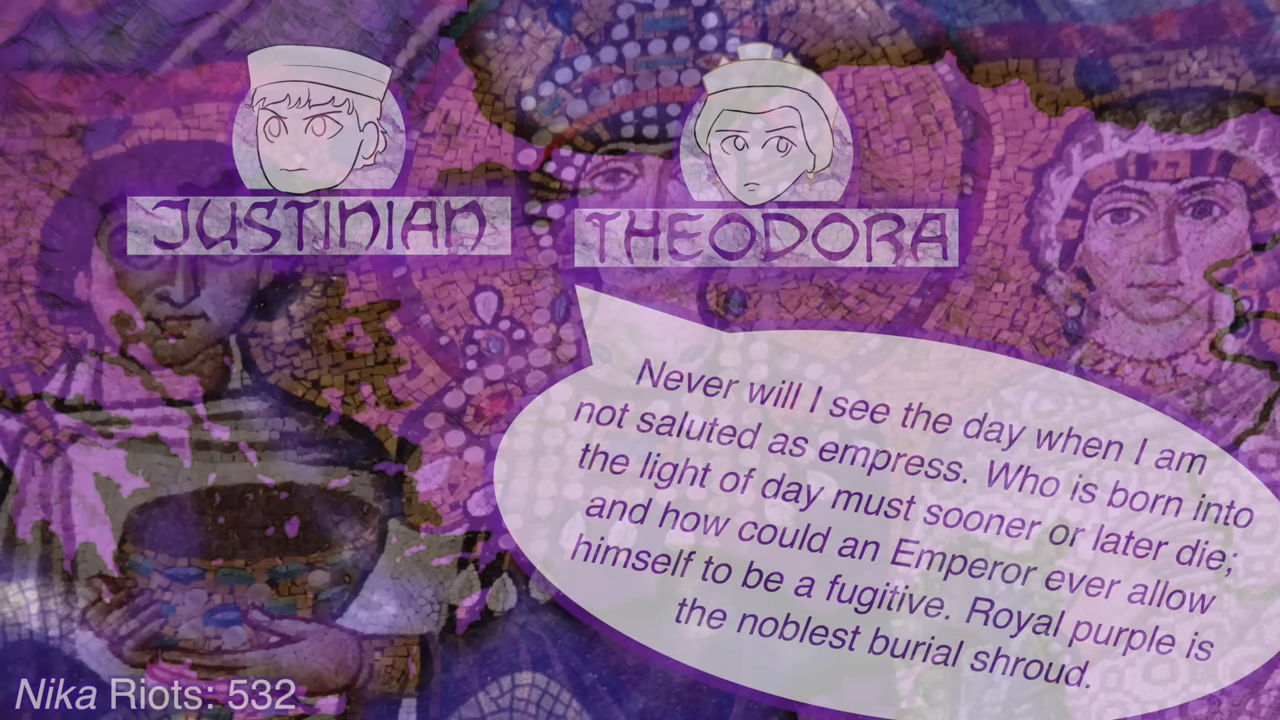 JUSTINIAN
THEODORA
Never will I see the day when I am
not saluted as empress. Who is born into
the light of day must sooner or later die;
and how could an Emperor ever allow
himself to be a fugitive. Royal purple is
the noblest burial shroud.
Nika Riots: 532